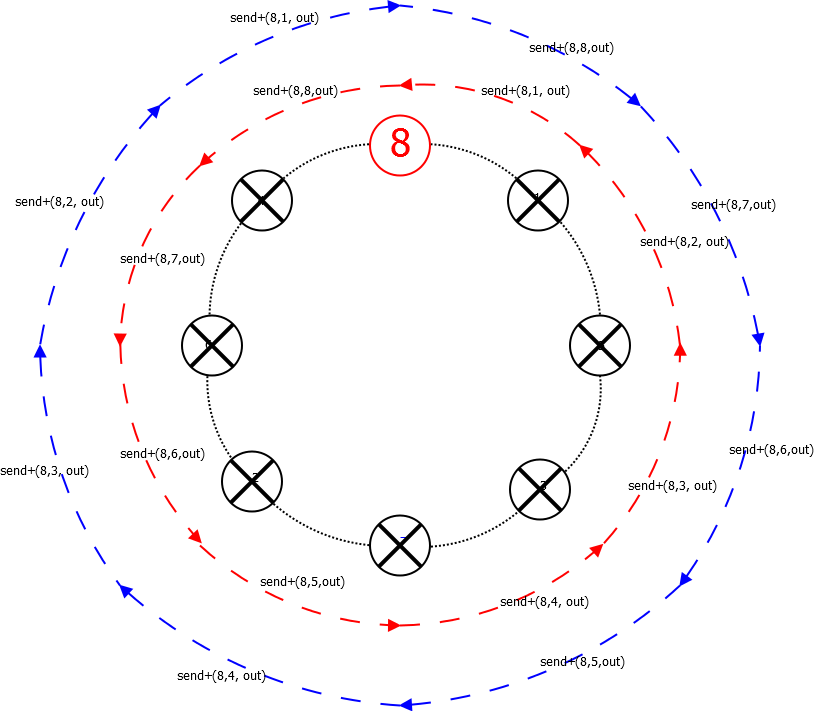 send+(8,1, out)
send+(8,8,out)
send+(8,8,out)
send+(8,1, out)
8
send+(8,2, out)
send+(8,7,out)
send+(8,2, out)
send+(8,7,out)
send+(8,6,out)
send+(8,6,out)
send+(8,3, out)
send+(8,3, out)
send+(8,5,out)
send+(8,4, out)
send+(8,5,out)
send+(8,4, out)